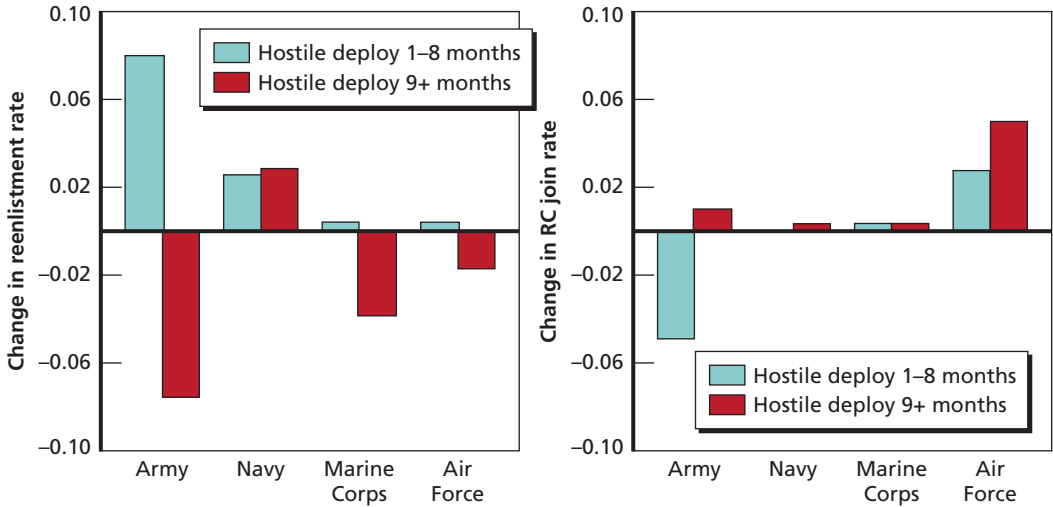 Change in reenlistment rate
0.10
0.06
0.02
–0.02
–0.06
–0.10
Hostile deploy 1–8 months
Hostile deploy 9+ months
Army
Navy
Marine
Corps
Air
Force
Change in RC join rate
0.10
0.06
0.02
–0.02
–0.06
–0.10
Hostile deploy 1–8 months
Hostile deploy 9+ months
Army
Navy
Marine
Corps
Air
Force